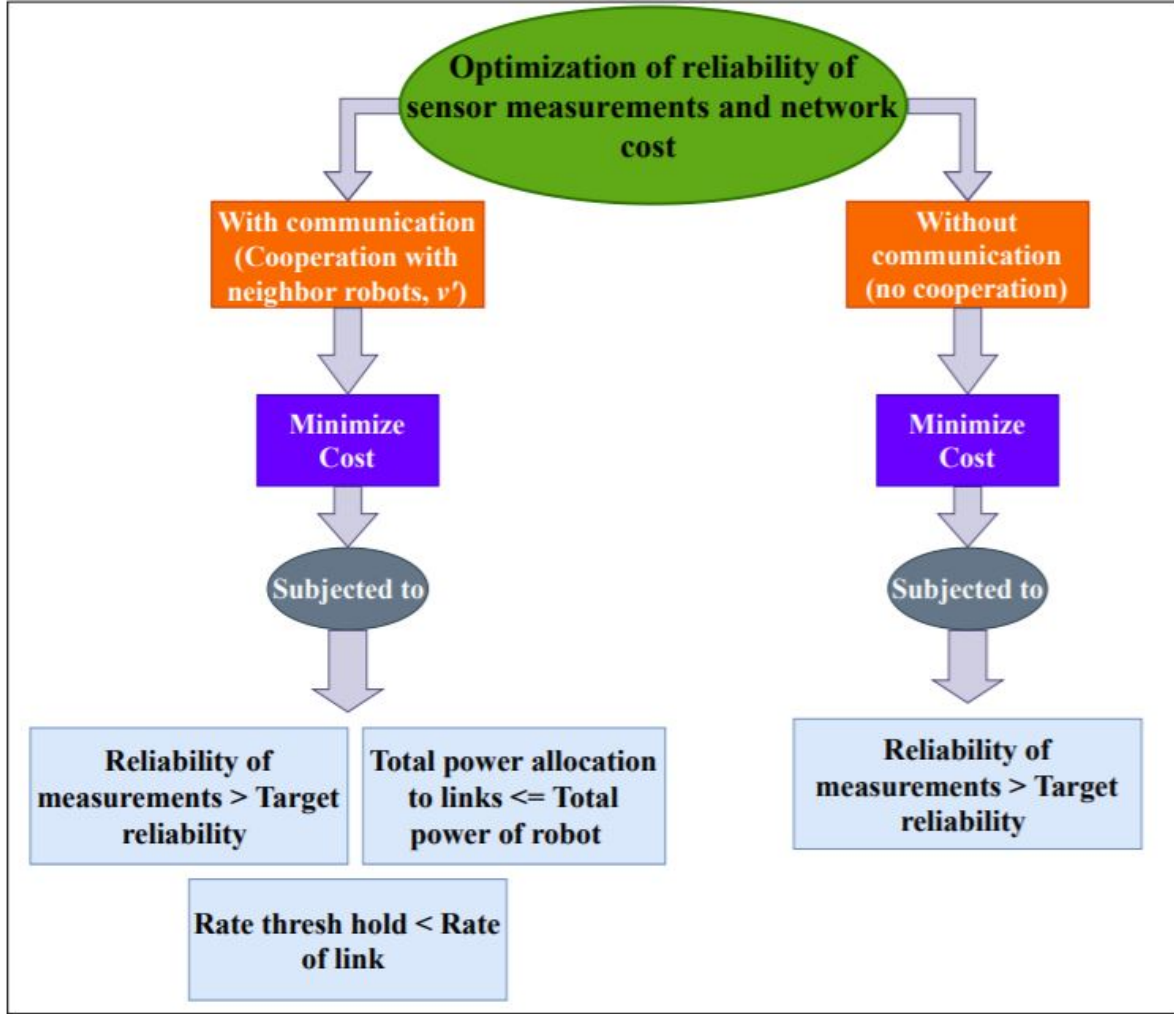 Optimization of reliability of
sensor measurements and network
cost
With communication
(Cooperation with
neighbor robots, v')
Without
communication
(no cooperation)
Minimize
Cost
Minimize
Cost
Subjected to
Subjected to
Reliability of
measurements > Target
reliability
Total power allocation
to links <= Total
power of robot
Reliability of
measurements > Target
reliability
Rate thresh hold < Rate
of link